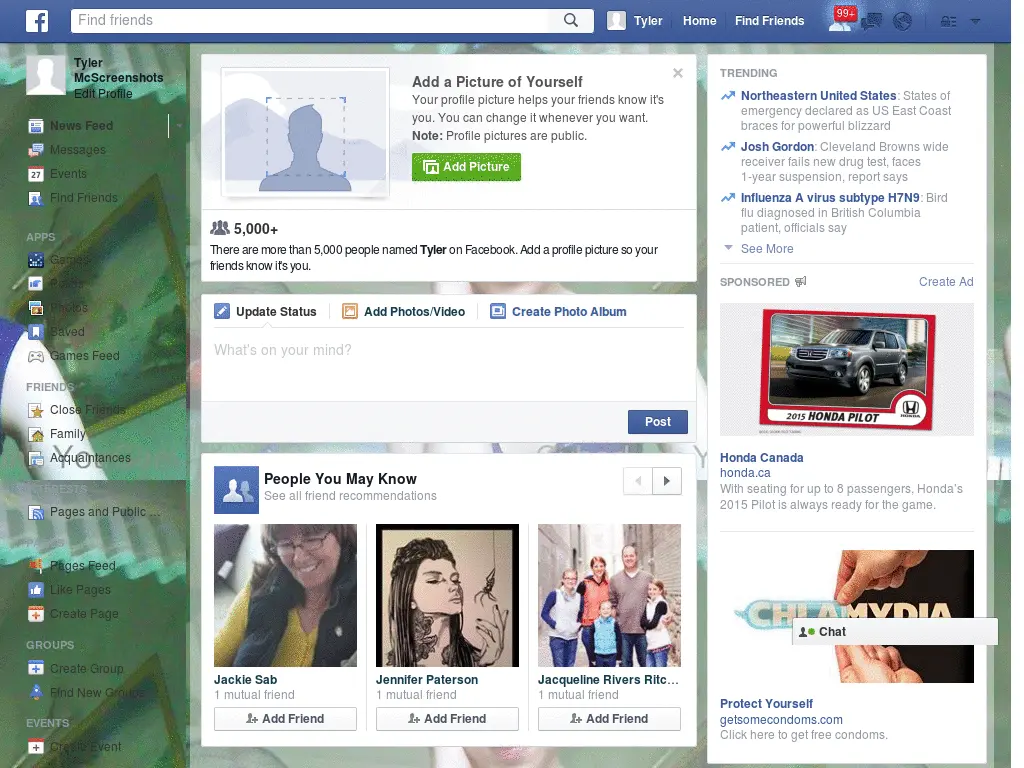 Find friends
Tyler
Home
Find Friends
99+
Tyler
McScreenshots
Edit Profile
News Feed
Messages
Events
27
Find Friends
APPS
Games
Photos
Saved
Games Feed
FRIENDS
Close Friends
Family
Acquaintances
INTERESTS
Pages and Public ...
Pages Feed
Like Pages
Create Page
GROUPS
Create Group
Find New Groups
EVENTS
Create Event
Add a Picture of Yourself
Your profile picture helps your friends know it's
you. You can change it whenever you want.
Note: Profile pictures are public.
Add Picture
5,000+
There are more than 5,000 people named Tyler on Facebook. Add a profile picture so your
friends know it's you.
Update Status
Add Photos/Video
Create Photo Album
What's on your mind?
Post
People You May Know
See all friend recommendations
Jackie Sab
1 mutual friend
Add Friend
Jennifer Paterson
1 mutual friend
Add Friend
Jacqueline Rivers Ritc...
1 mutual friend
Add Friend
TRENDING
Northeastern United States: States of
emergency declared as US East Coast
braces for powerful blizzard
Josh Gordon: Cleveland Browns wide
receiver fails new drug test, faces
1-year suspension, report says
Influenza A virus subtype H7N9: Bird
flu diagnosed in British Columbia
patient, officials say
See More
SPONSORED
Create Ad
2015 HONDA PILOT
HONDA
Honda Canada
honda.ca
With seating for up to 8 passengers, Honda's
2015 Pilot is always ready for the game.
CHLAMYDIA
Chat
Protect Yourself
getsomecondoms.com
Click here to get free condoms.